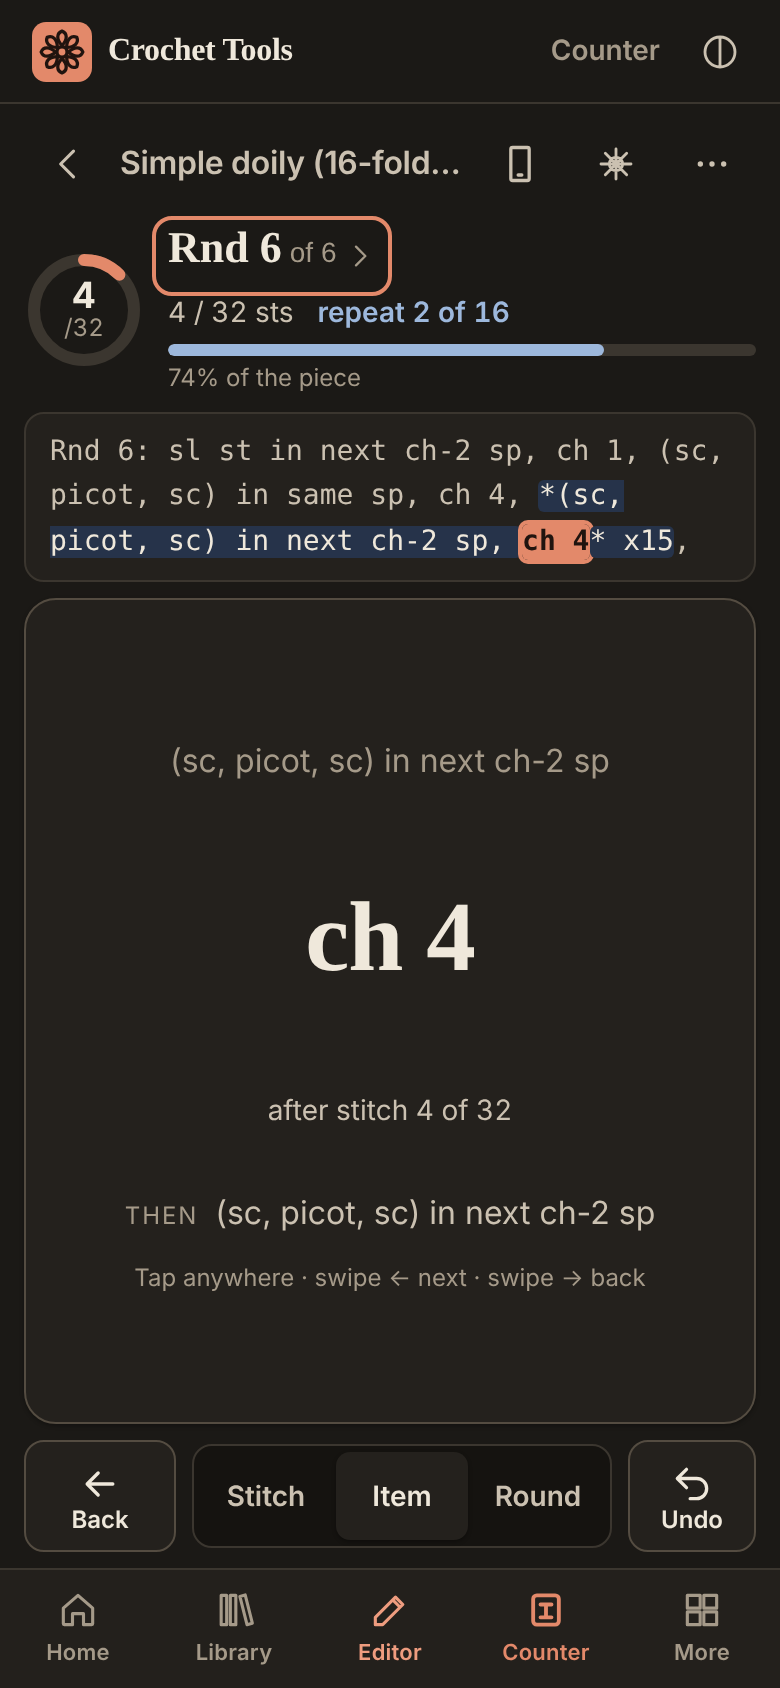 Crochet Tools
Counter
Simple doily (16-fold...
Rnd 6 of 6
4
/32
4 / 32 sts repeat 2 of 16
74% of the piece
Rnd 6: sl st in next ch-2 sp, ch 1, (sc,
picot, sc) in same sp, ch 4, *(sc,
picot, sc) in next ch-2 sp, ch 4* x15,
(sc, picot, sc) in next ch-2 sp
ch 4
after stitch 4 of 32
THEN (sc, picot, sc) in next ch-2 sp
Tap anywhere · swipe ← next · swipe → back
Back
Stitch
Item
Round
Undo
Home
Library
Editor
Counter
More